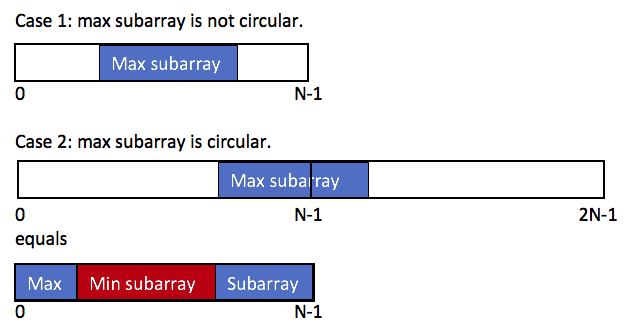 Case 1: max subarray is not circular.
Max subarray
0 N-1
Case 2: max subarray is circular.
Max subarray
0 N-1 2N-1
equals
Max Min subarray Subarray
0 N-1